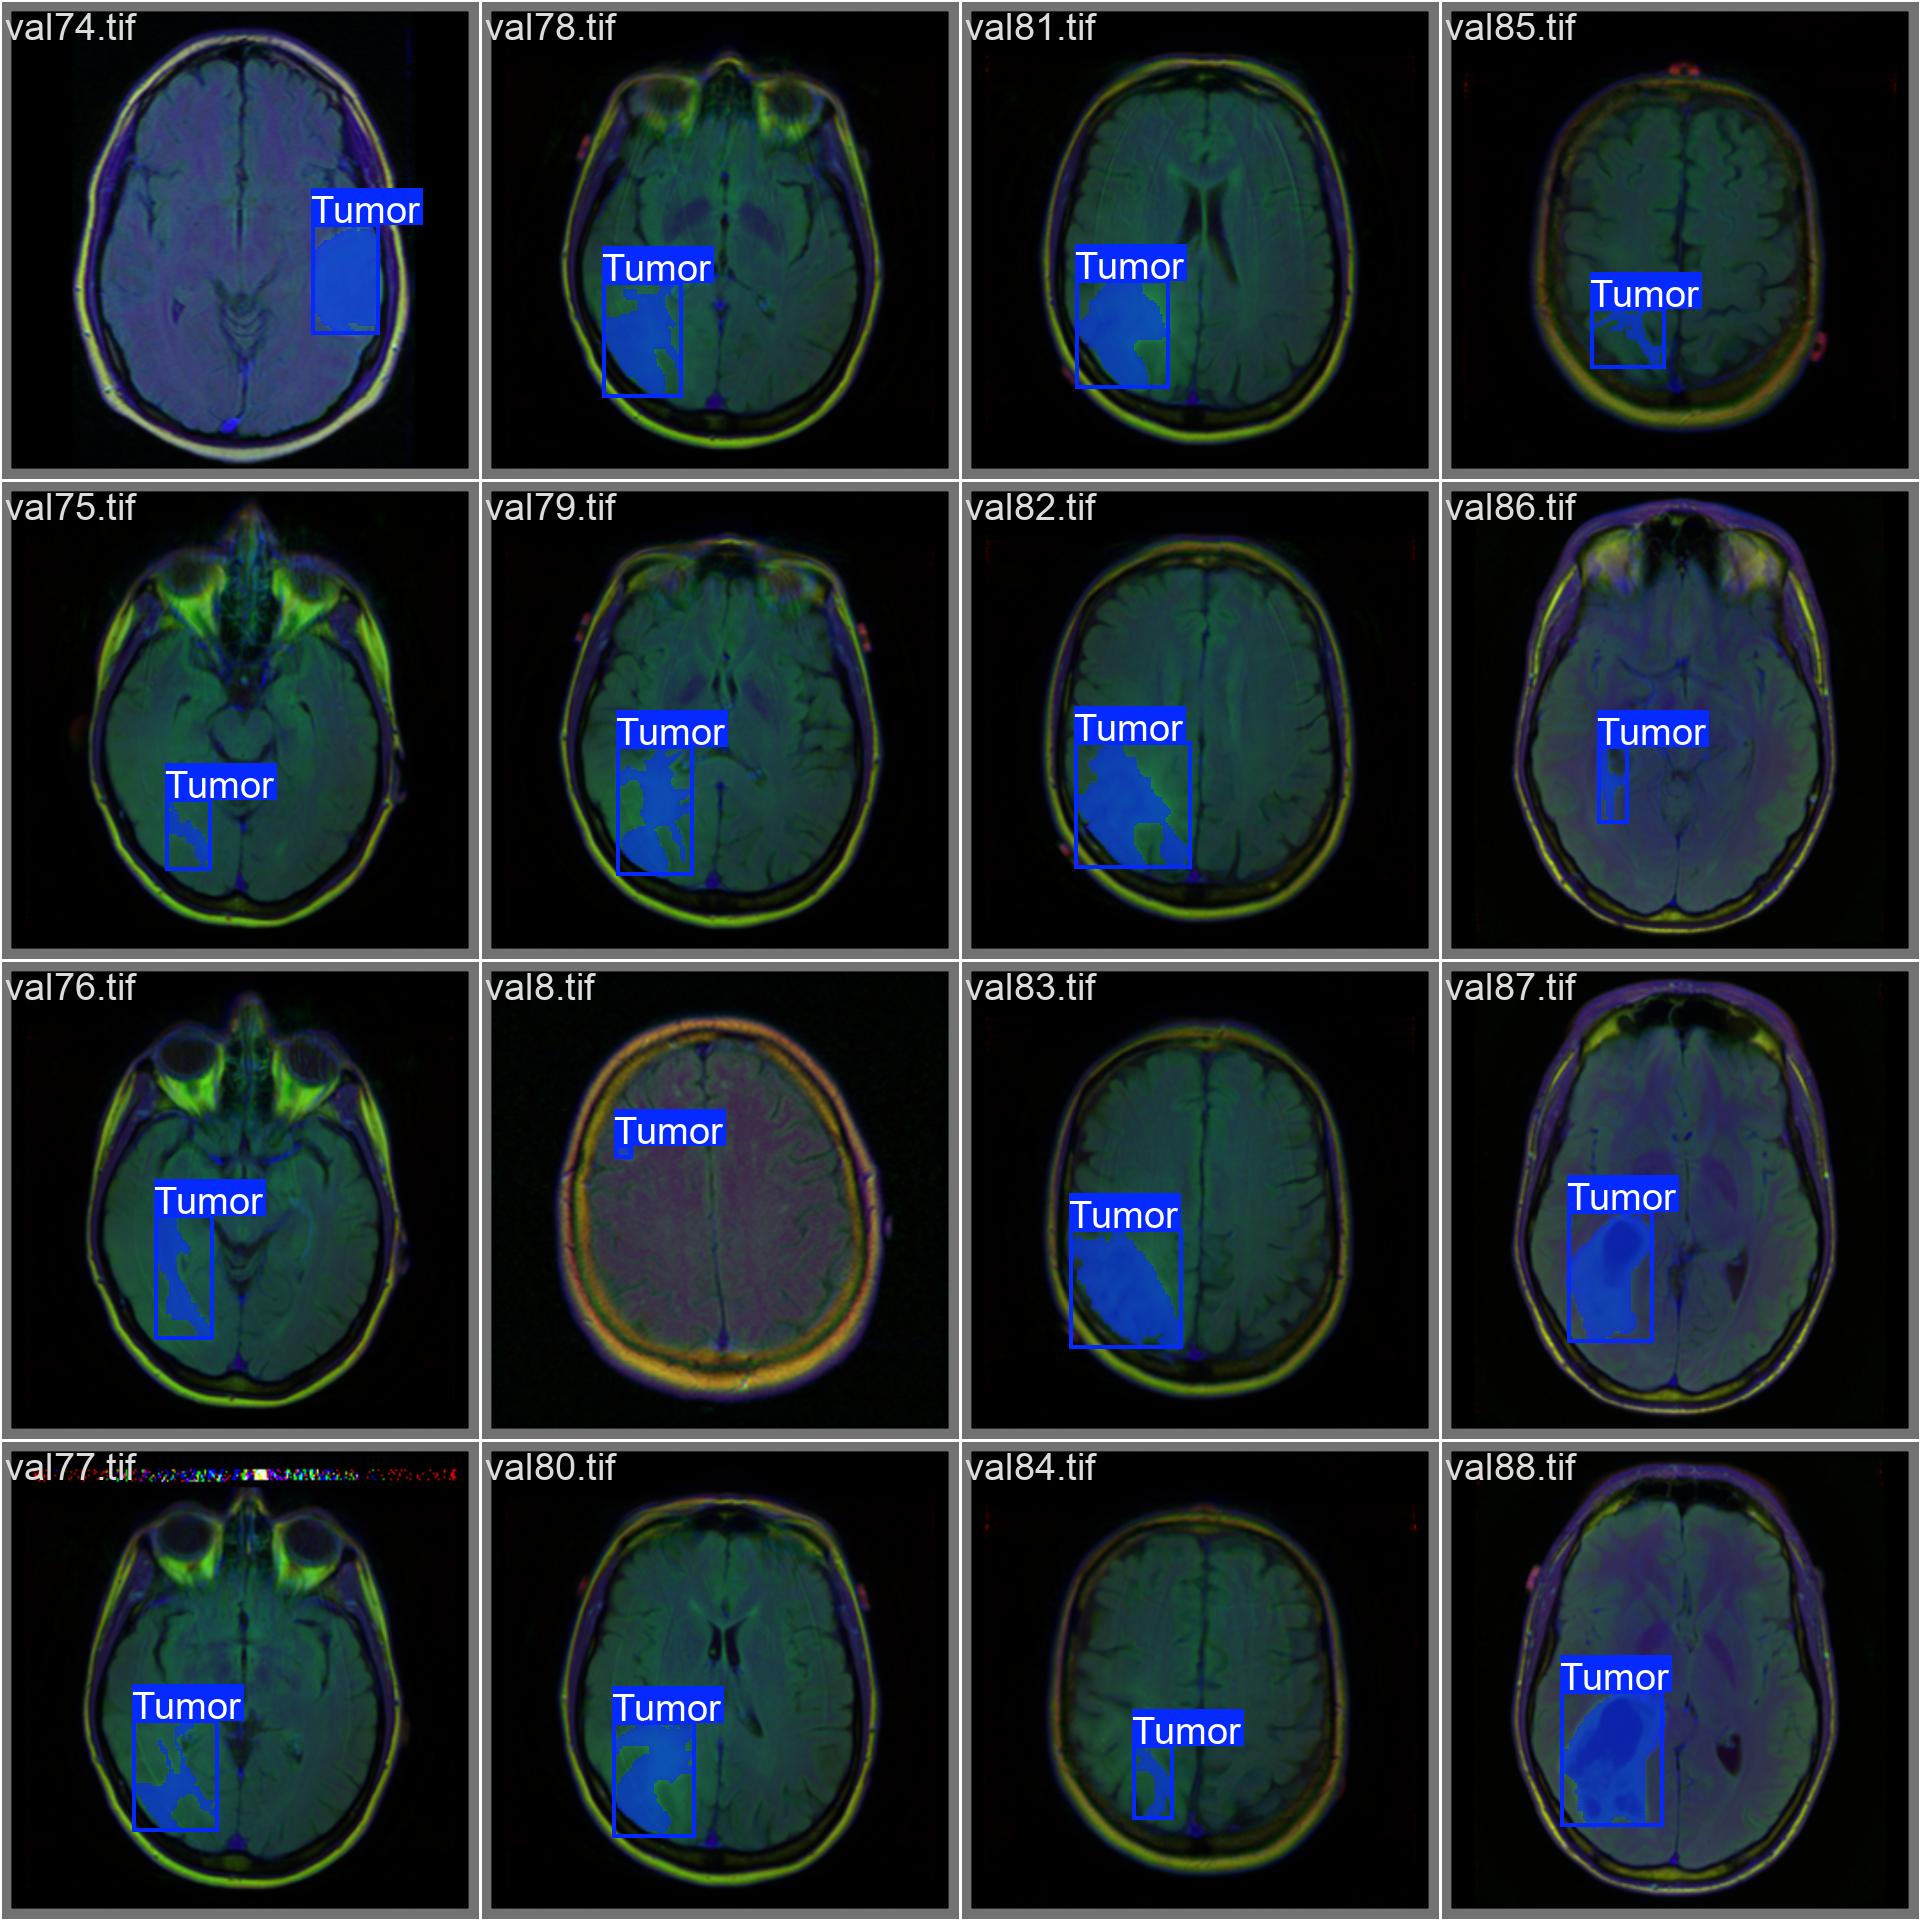 val74.tif
Tumor
val78.tif
Tumor
val81.tif
Tumor
val85.tif
Tumor
val75.tif
Tumor
val79.tif
Tumor
val82.tif
Tumor
val86.tif
Tumor
val76.tif
Tumor
val8.tif
Tumor
val83.tif
Tumor
val87.tif
Tumor
val77.tif
Tumor
val80.tif
Tumor
val84.tif
Tumor
val88.tif
Tumor